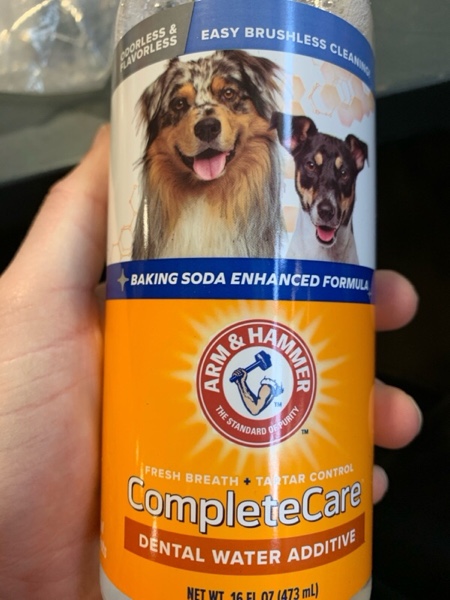 ODORLESS &
FLAVORLESS
EASY BRUSHLESS CLEANING
BAKING SODA ENHANCED FORMULA
ARM & HAMMER
THE STANDARD OF PURITY
TM
TM
FRESH BREATH + TARTAR CONTROL
CompleteCare
DENTAL WATER ADDITIVE
NET WT. 16 FL OZ (473 mL)